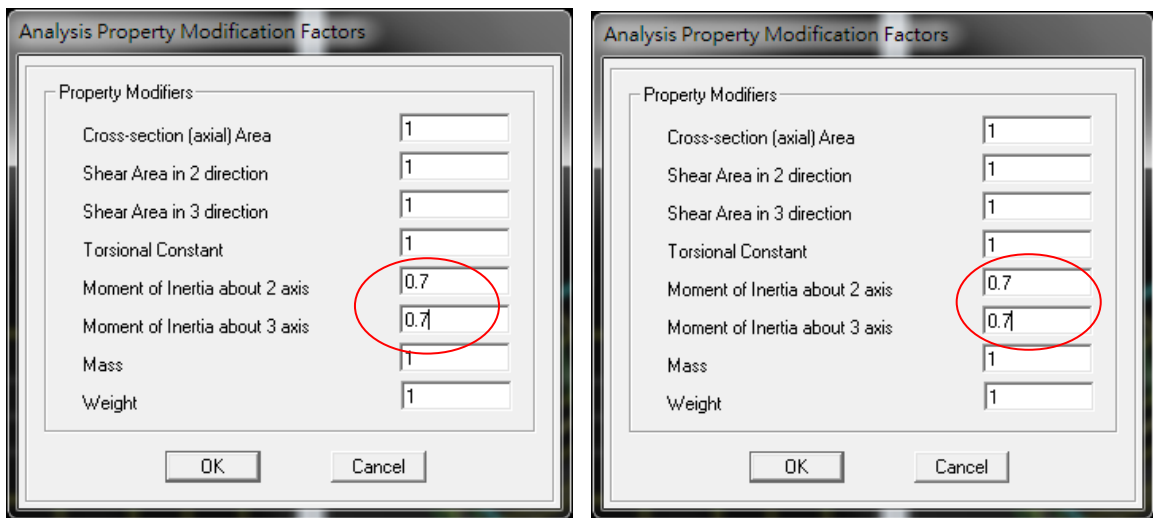 Analysis Property Modification Factors
Property Modifiers
Cross-section (axial) Area 1
Shear Area in 2 direction 1
Shear Area in 3 direction 1
Torsional Constant 1
Moment of Inertia about 2 axis 0.7
Moment of Inertia about 3 axis 0.7
Mass 1
Weight 1
OK Cancel
Analysis Property Modification Factors
Property Modifiers
Cross-section (axial) Area 1
Shear Area in 2 direction 1
Shear Area in 3 direction 1
Torsional Constant 1
Moment of Inertia about 2 axis 0.7
Moment of Inertia about 3 axis 0.7
Mass 1
Weight 1
OK Cancel